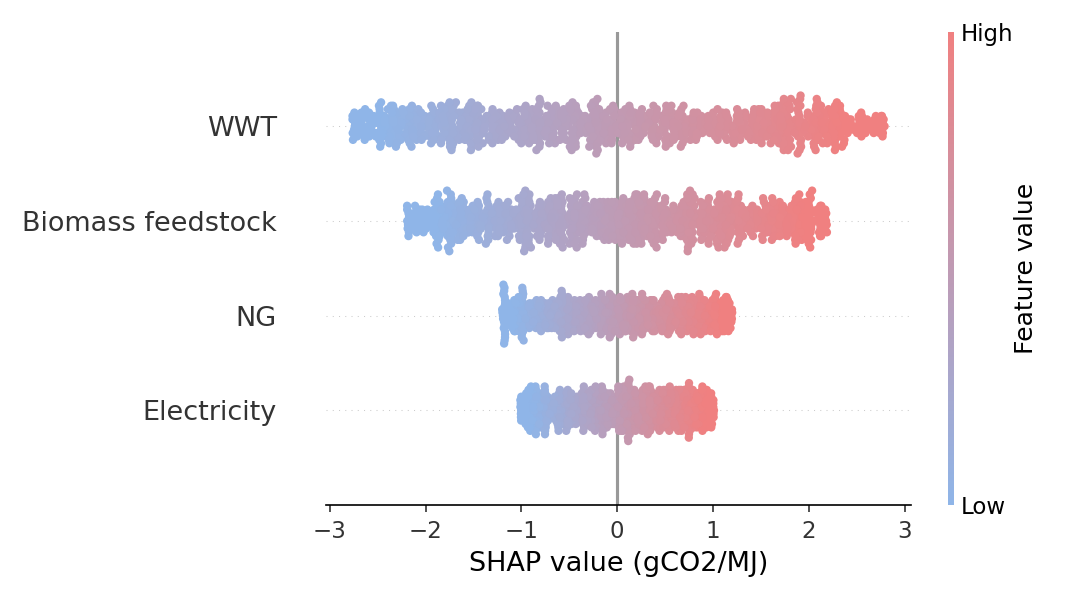 High
WWT
Biomass feedstock
NG
Electricity
Feature value
Low
−3 −2 −1 0 1 2 3
SHAP value (gCO2/MJ)